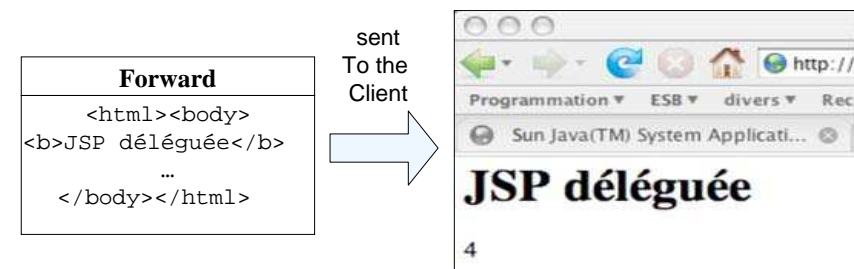 Forward
<html><body>
<b>JSP déléguée</b>
…
</body></html>
sent
To the
Client
http://
Programmation ESB divers Rec
Sun Java(TM) System Applicati...
JSP déléguée
4